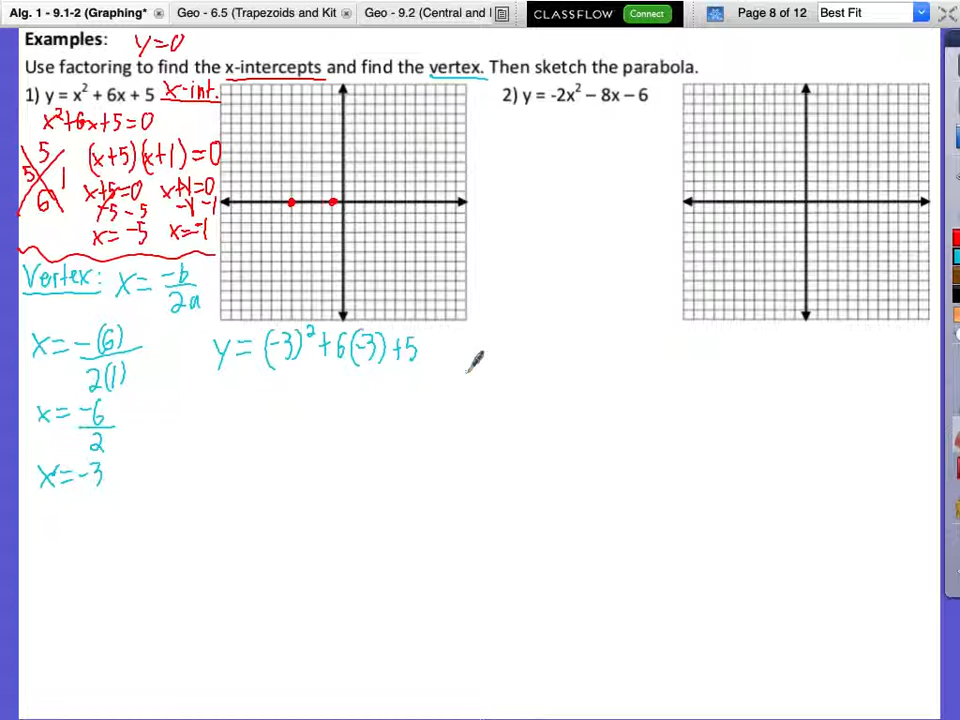 Alg. 1 - 9.1-2 (Graphing* Geo - 6.5 (Trapezoids and Kit Geo - 9.2 (Central and I CLASSFLOW Connect Page 8 of 12 Best Fit
Examples: y=0
Use factoring to find the x-intercepts and find the vertex. Then sketch the parabola.
1) y = x² + 6x + 5 x-int.
x²+6x+5=0
5
5 1
6
(x+5)(x+1)=0
x+5=0 x+1=0
-5 -5 -1 -1
x=-5 x=-1
Vertex: x = -b/2a
x = -(6)/2(1)
x = -6/2
x=-3
y = (-3)² + 6(-3) + 5
2) y = -2x² – 8x – 6